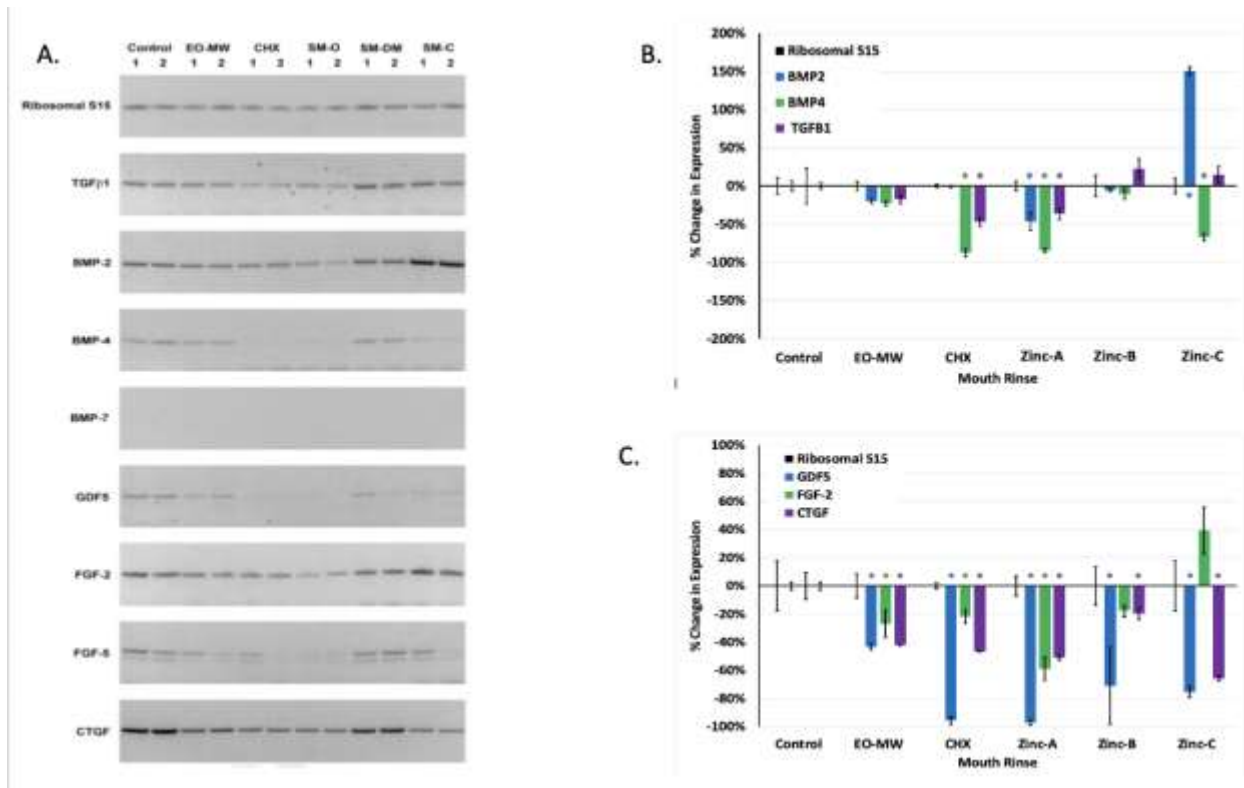 A.
Control EO-MW CHX SM-O SM-DM SM-C
1 2 1 2 1 2 1 2 1 2 1 2
Ribosomal S15
BMP-2
BMP-4
BMP-7
GDF5
FGF-2
FGF-5
CTGF
B.
200%
150%
100%
50%
0%
-50%
-100%
-150%
-200%
% Change in Expression
Ribosomal S15
BMP2
BMP4
TGFB1
* * * * * * *
Control EO-MW CHX Zinc-A Zinc-B Zinc-C
Mouth Rinse
C.
100%
80%
60%
40%
20%
0%
-20%
-40%
-60%
-80%
-100%
% Change in Expression
Ribosomal S15
GDF5
FGF-2
CTGF
* * * * * * * * * * * * *
Control EO-MW CHX Zinc-A Zinc-B Zinc-C
Mouth Rinse